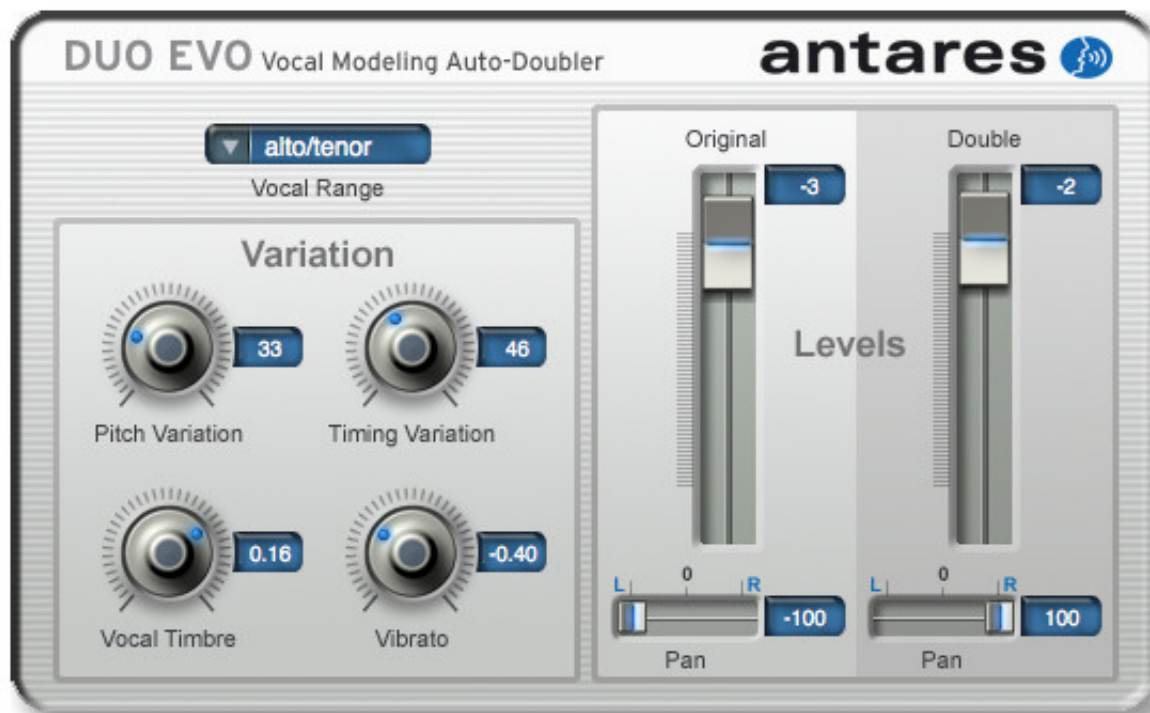 DUO EVO Vocal Modeling Auto-Doubler
antares
alto/tenor
Vocal Range
Variation
33
46
Pitch Variation
Timing Variation
0.16
-0.40
Vocal Timbre
Vibrato
Original
Double
-3
-2
Levels
L 0 R
L 0 R
-100
100
Pan
Pan